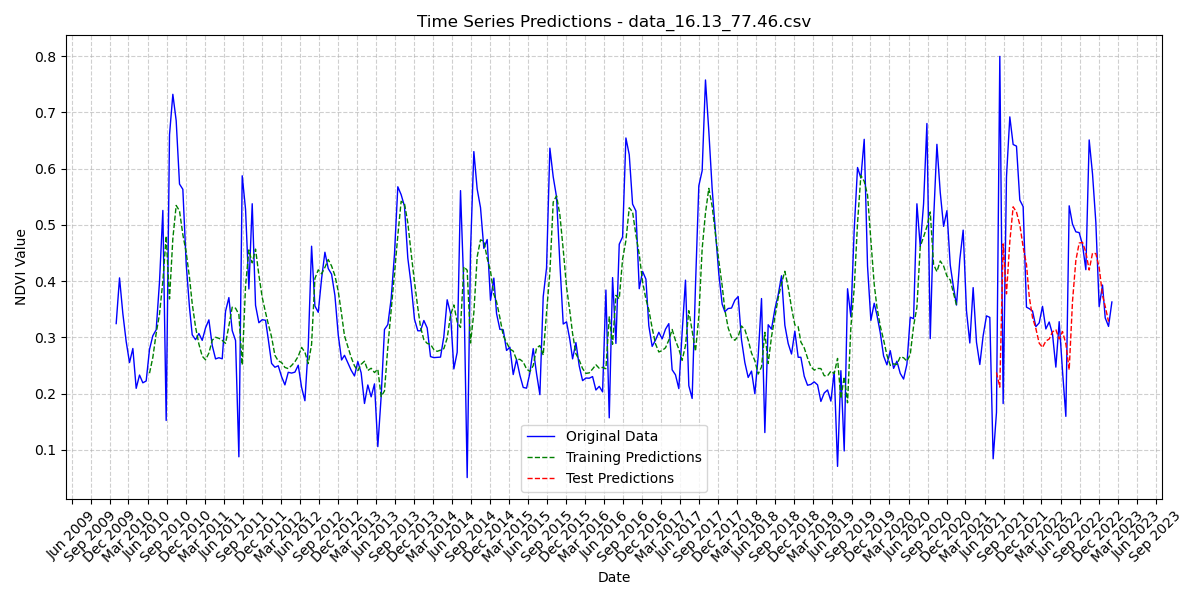 Time Series Predictions - data_16.13_77.46.csv
NDVI Value
0.8
0.7
0.6
0.5
0.4
0.3
0.2
0.1
Original Data
Training Predictions
Test Predictions
Jun 2009
Sep 2009
Dec 2009
Mar 2010
Jun 2010
Sep 2010
Dec 2010
Mar 2011
Jun 2011
Sep 2011
Dec 2011
Mar 2012
Jun 2012
Sep 2012
Dec 2012
Mar 2013
Jun 2013
Sep 2013
Dec 2013
Mar 2014
Jun 2014
Sep 2014
Dec 2014
Mar 2015
Jun 2015
Sep 2015
Dec 2015
Mar 2016
Jun 2016
Sep 2016
Dec 2016
Mar 2017
Jun 2017
Sep 2017
Dec 2017
Mar 2018
Jun 2018
Sep 2018
Dec 2018
Mar 2019
Jun 2019
Sep 2019
Dec 2019
Mar 2020
Jun 2020
Sep 2020
Dec 2020
Mar 2021
Jun 2021
Sep 2021
Dec 2021
Mar 2022
Jun 2022
Sep 2022
Dec 2022
Mar 2023
Jun 2023
Sep 2023
Date